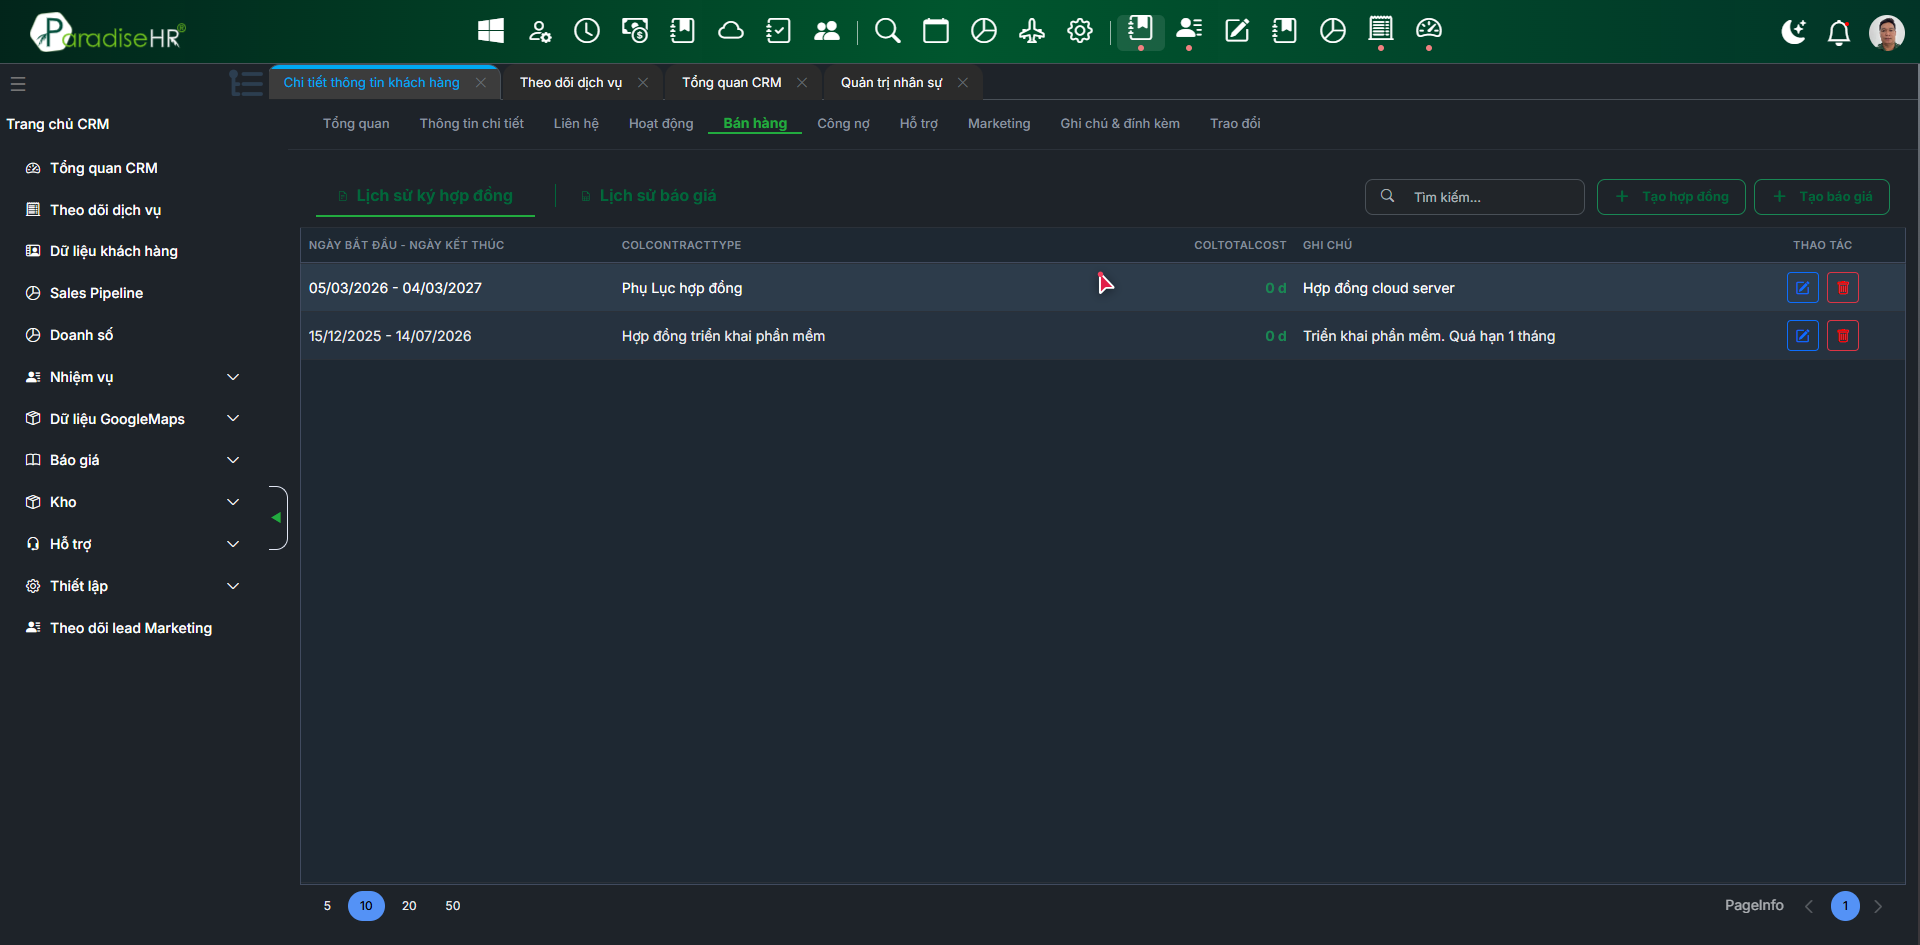 ParadiseHR®
Chi tiết thông tin khách hàng
Theo dõi dịch vụ
Tổng quan CRM
Quản trị nhân sự
Trang chủ CRM
Tổng quan CRM
Theo dõi dịch vụ
Dữ liệu khách hàng
Sales Pipeline
Doanh số
Nhiệm vụ
Dữ liệu GoogleMaps
Báo giá
Kho
Hỗ trợ
Thiết lập
Theo dõi lead Marketing
Tổng quan
Thông tin chi tiết
Liên hệ
Hoạt động
Bán hàng
Công nợ
Hỗ trợ
Marketing
Ghi chú & đính kèm
Trao đổi
Lịch sử ký hợp đồng
Lịch sử báo giá
Tìm kiếm...
Tạo hợp đồng
Tạo báo giá
NGÀY BẮT ĐẦU - NGÀY KẾT THÚC COLCONTRACTTYPE COLTOTALCOST GHI CHÚ THAO TÁC
05/03/2026 - 04/03/2027 Phụ Lục hợp đồng 0 đ Hợp đồng cloud server
15/12/2025 - 14/07/2026 Hợp đồng triển khai phần mềm 0 đ Triển khai phần mềm. Quá hạn 1 tháng
5 10 20 50
PageInfo 1